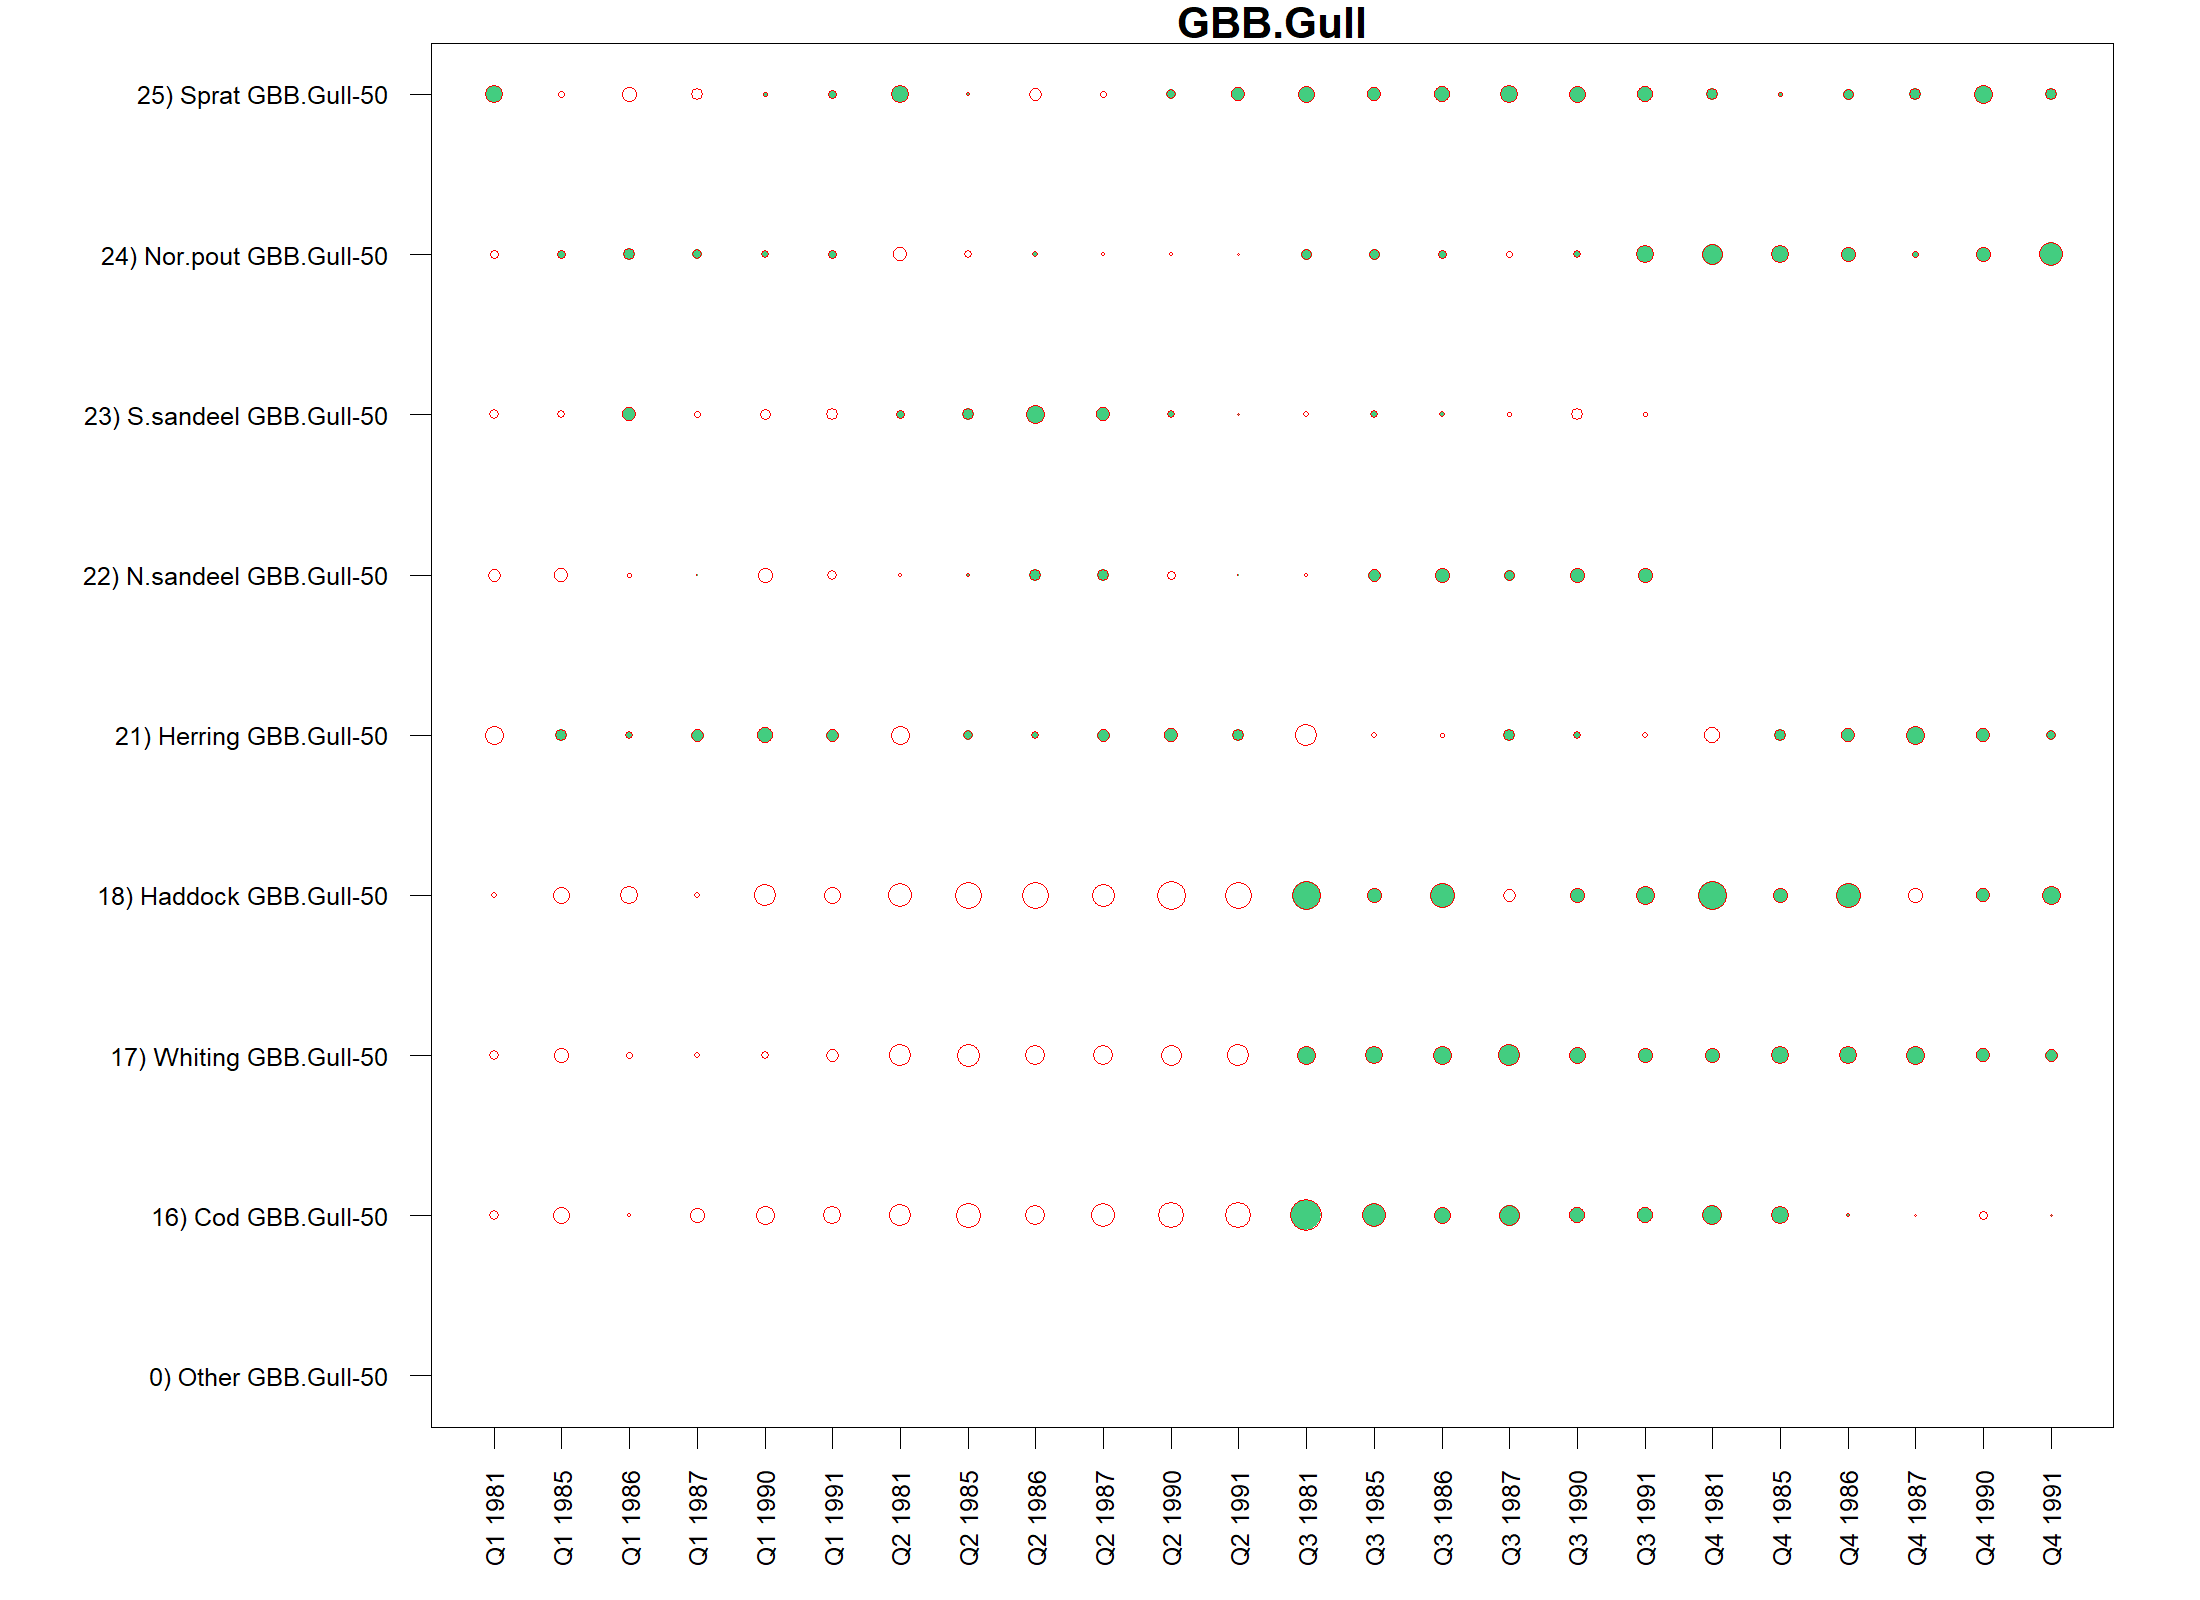 GBB.Gull
25) Sprat GBB.Gull-50
24) Nor.pout GBB.Gull-50
23) S.sandeel GBB.Gull-50
22) N.sandeel GBB.Gull-50
21) Herring GBB.Gull-50
18) Haddock GBB.Gull-50
17) Whiting GBB.Gull-50
16) Cod GBB.Gull-50
0) Other GBB.Gull-50
Q1 1981
Q1 1985
Q1 1986
Q1 1987
Q1 1990
Q1 1991
Q2 1981
Q2 1985
Q2 1986
Q2 1987
Q2 1990
Q2 1991
Q3 1981
Q3 1985
Q3 1986
Q3 1987
Q3 1990
Q3 1991
Q4 1981
Q4 1985
Q4 1986
Q4 1987
Q4 1990
Q4 1991